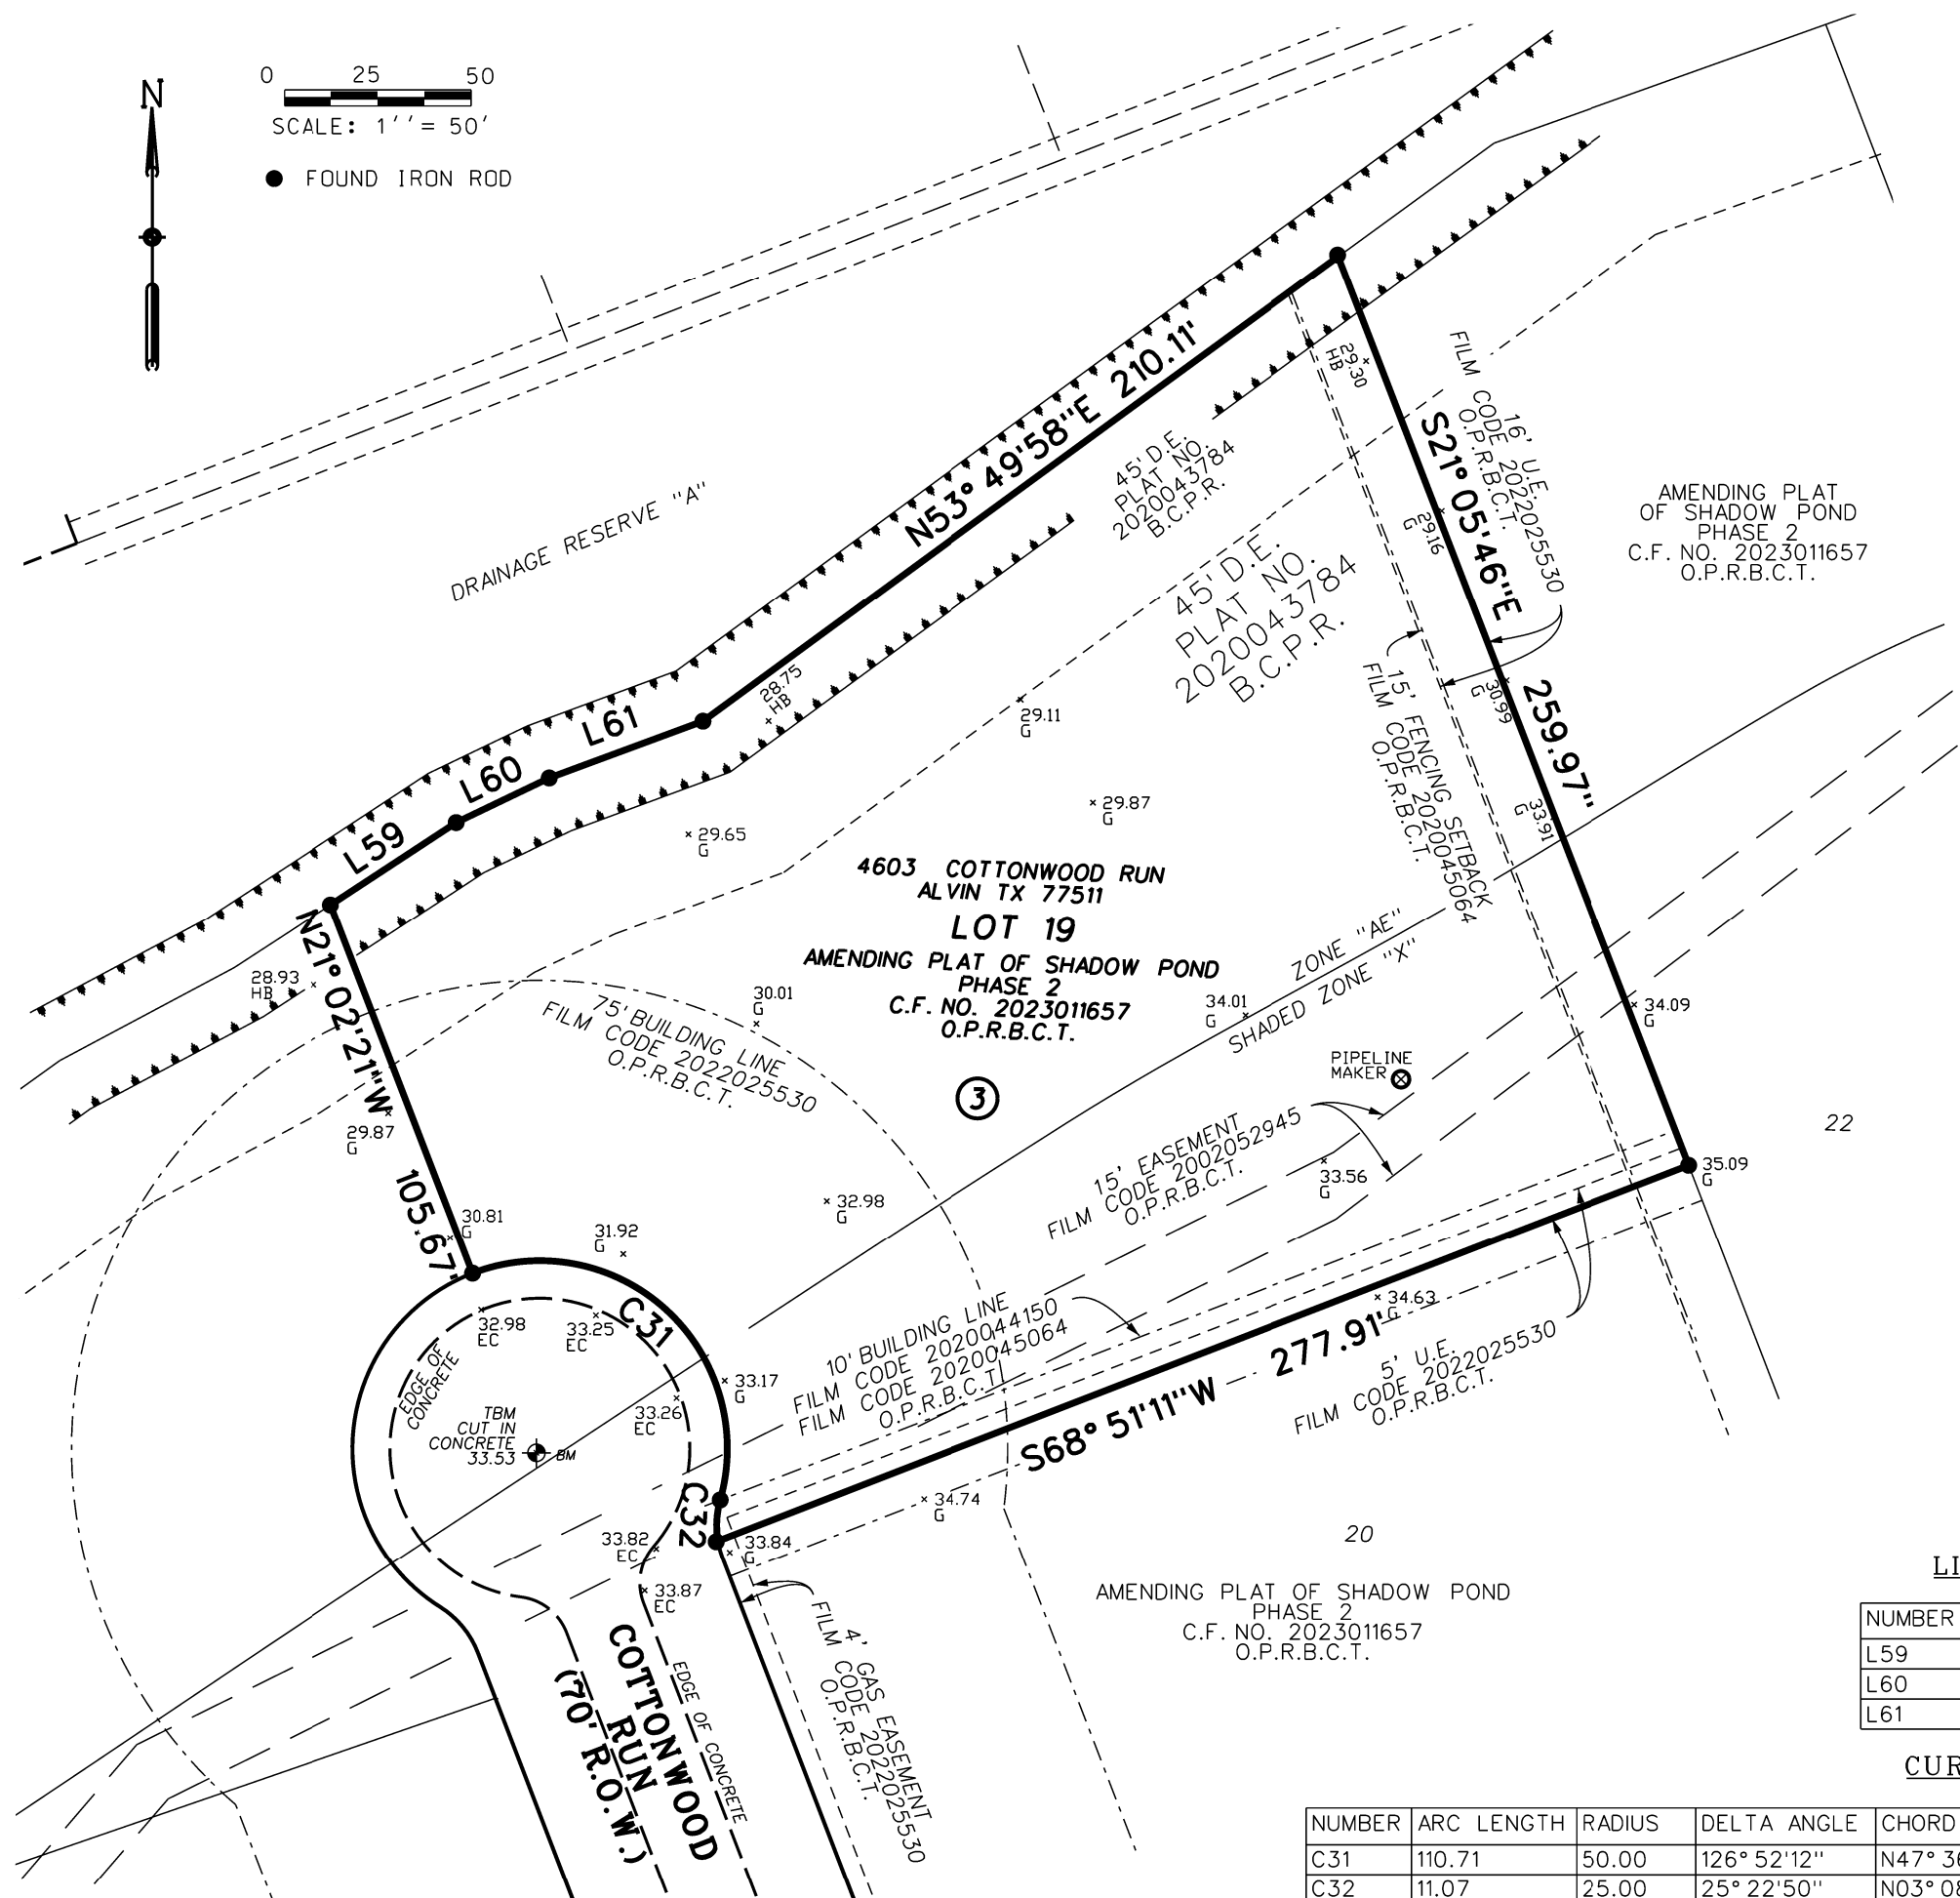 N
0 25 50
SCALE: 1''= 50'
FOUND IRON ROD
DRAINAGE RESERVE "A"
N53° 49'58"E 210.11'
L61
L60
L59
28.75
HB
29.30
HB
45' D.E.
PLAT NO.
2020043784
B.C.P.R.
45' D.E.
PLAT NO.
2020043784
B.C.P.R.
16' U.E.
FILM CODE 2022025530
O.P.R.B.C.T.
S21° 05'46"E 259.97"
29.16
G
30.99
G
33.91
G
AMENDING PLAT
OF SHADOW POND
PHASE 2
C.F. NO. 2023011657
O.P.R.B.C.T.
15' FENCING SETBACK
FILM CODE 2020045064
O.P.R.B.C.T.
29.11
G
29.87
G
29.65
G
4603 COTTONWOOD RUN
ALVIN TX 77511
LOT 19
AMENDING PLAT OF SHADOW POND
PHASE 2
C.F. NO. 2023011657
O.P.R.B.C.T.
3
28.93
HB
N21° 02'21"W 105.67'
29.87
G
75' BUILDING LINE
FILM CODE 2022025530
O.P.R.B.C.T.
30.01
G
34.01
G
ZONE "AE"
SHADED ZONE "X"
PIPELINE
MAKER
34.09
G
22
35.09
G
15' EASEMENT
FILM CODE 2002052945
O.P.R.B.C.T.
33.56
G
30.81
G
31.92
G
32.98
G
C31
32.98
EC
33.25
EC
EDGE OF
CONCRETE
33.17
G
33.26
EC
TBM
CUT IN
CONCRETE
33.53
BM
10' BUILDING LINE
FILM CODE 2020044150
FILM CODE 2020045064
O.P.R.B.C.T.
34.63
G
S68° 51'11"W 277.91'
5' U.E.
FILM CODE 2022025530
O.P.R.B.C.T.
C32
33.82
EC
33.84
G
34.74
G
33.87
EC
20
AMENDING PLAT OF SHADOW POND
PHASE 2
C.F. NO. 2023011657
O.P.R.B.C.T.
4' GAS EASEMENT
FILM CODE 2022025530
O.P.R.B.C.T.
EDGE OF CONCRETE
COTTONWOOD
RUN
(70' R.O.W.)
LI
NUMBER
L59
L60
L61
CUR
NUMBER ARC LENGTH RADIUS DELTA ANGLE CHORD
C31 110.71 50.00 126° 52'12" N47° 36
C32 11.07 25.00 25° 22'50" N03° 08